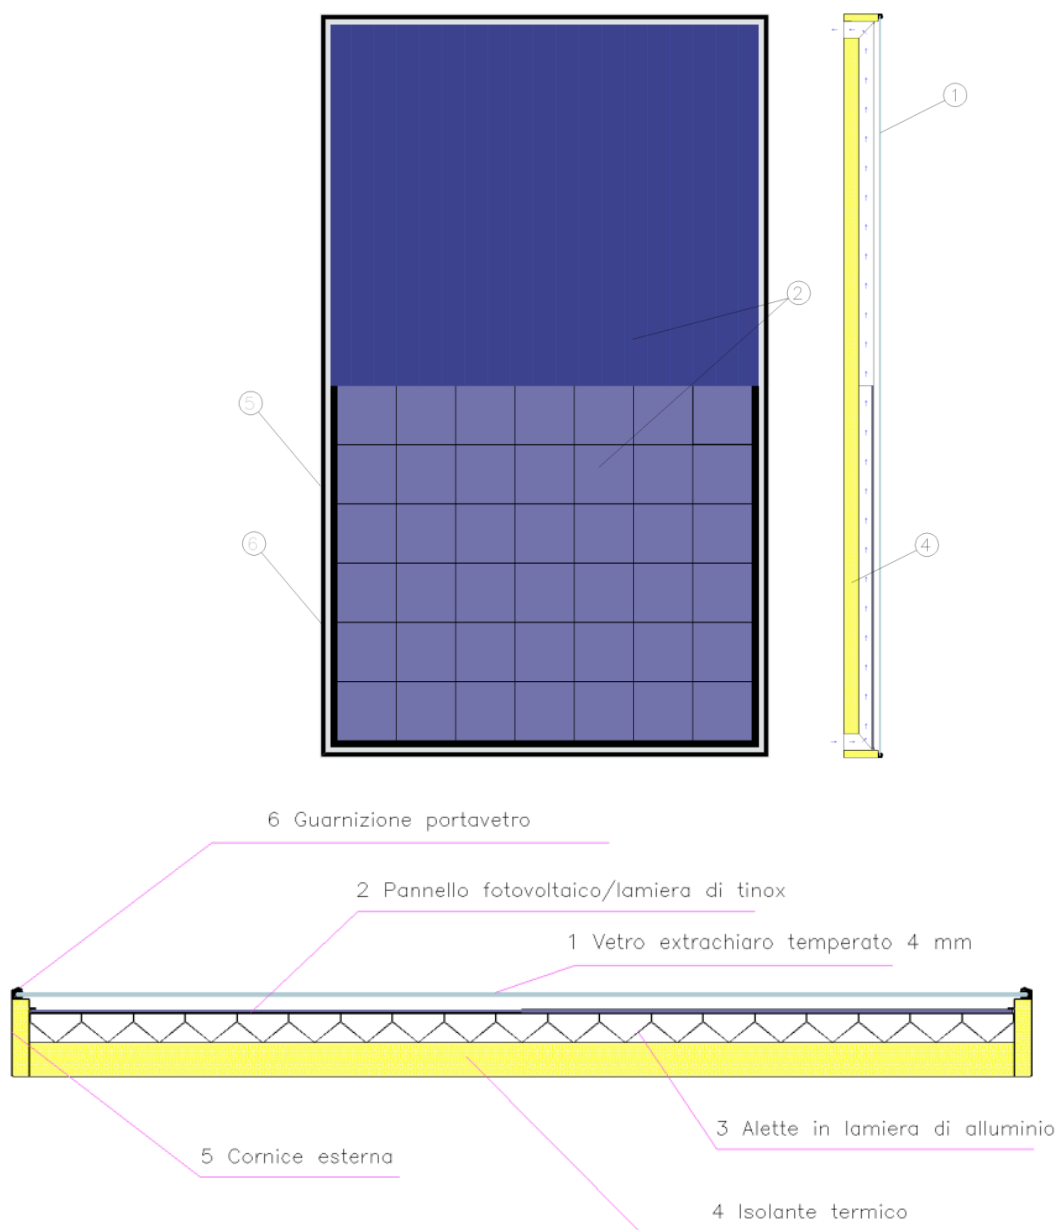 1
2
5
6
4
6 Guarnizione portavetro
2 Pannello fotovoltaico/lamiera di tinox
1 Vetro extrachiaro temperato 4 mm
3 Alette in lamiera di alluminio
5 Cornice esterna
4 Isolante termico